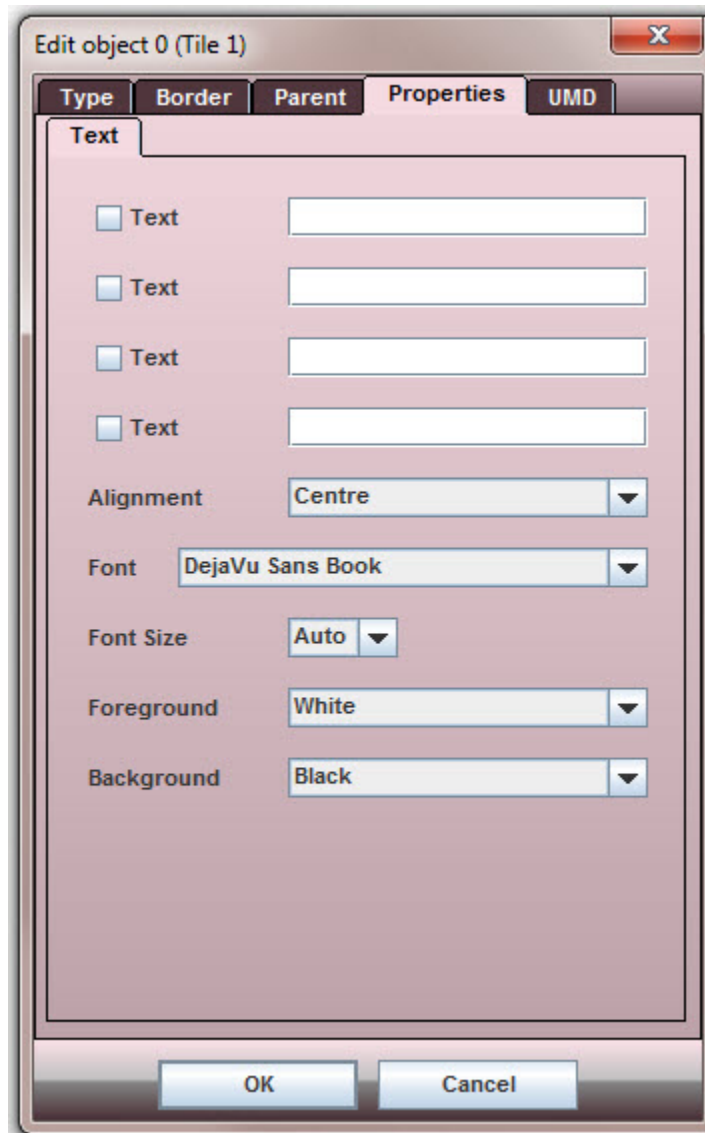 Edit object 0 (Tile 1)
X
Type Border Parent Properties UMD
Text
Text
Text
Text
Text
Alignment Centre
Font DejaVu Sans Book
Font Size Auto
Foreground White
Background Black
OK Cancel